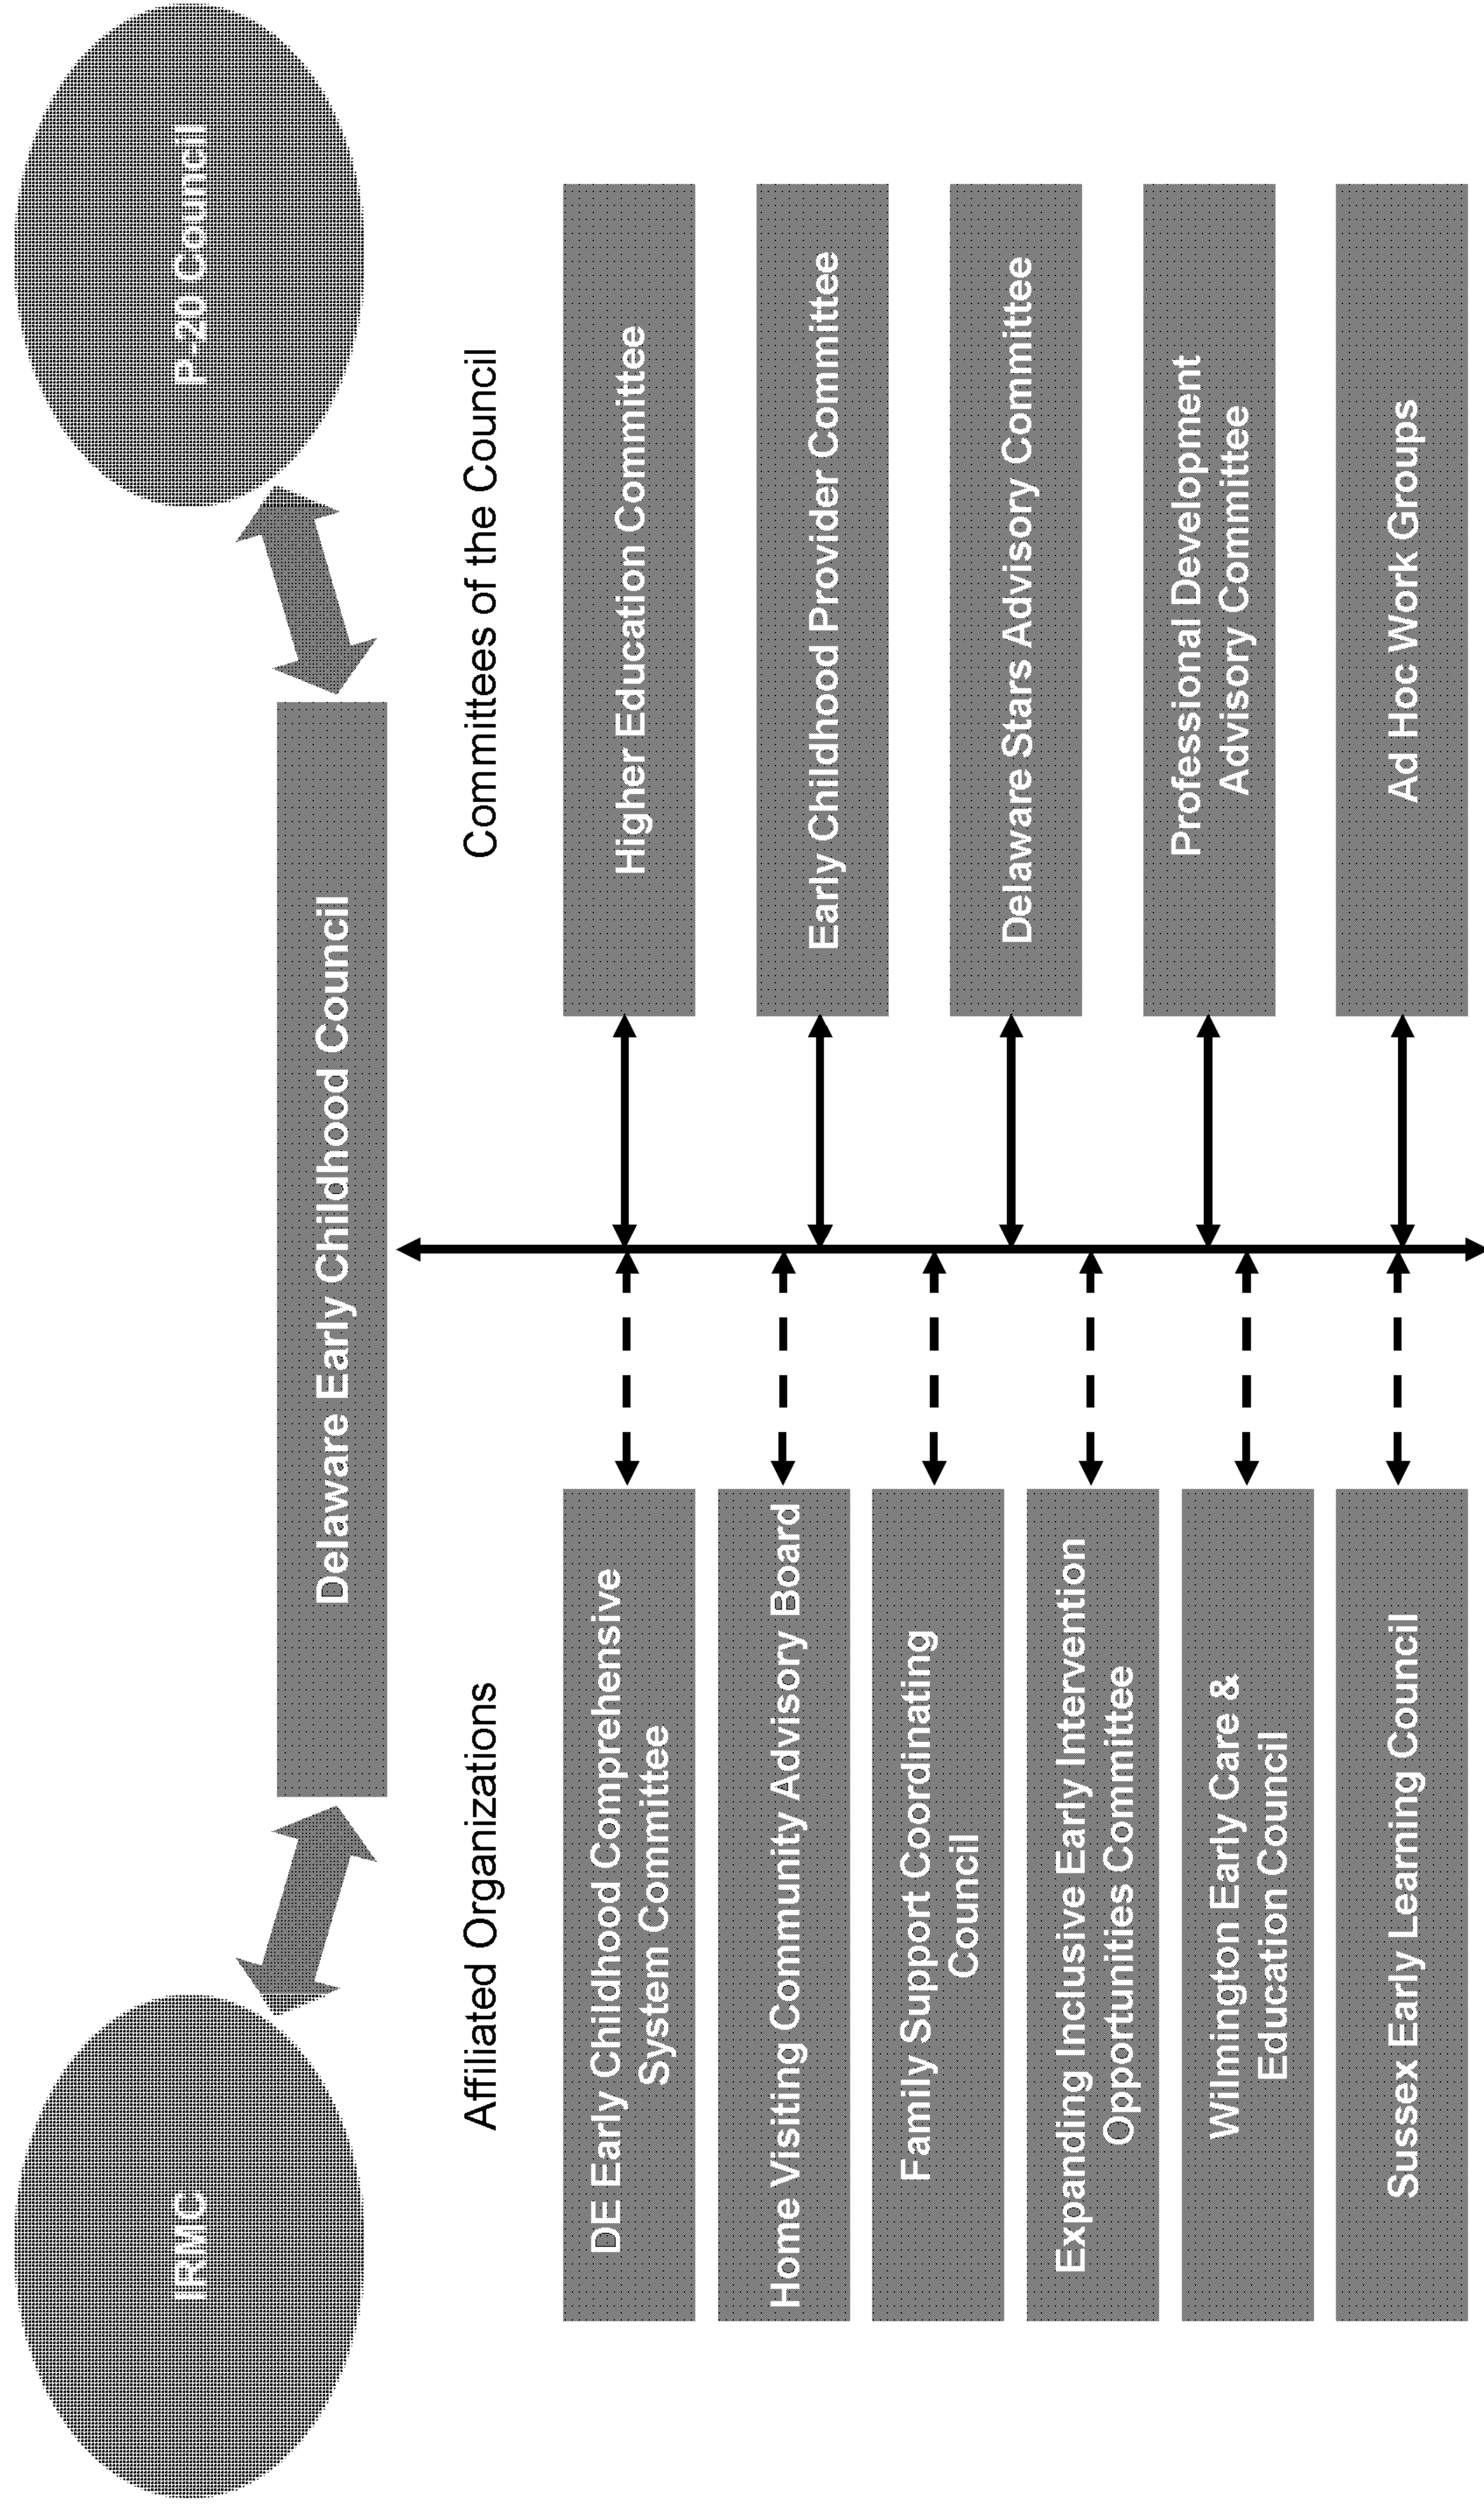 IRMC
P-20 Council
Delaware Early Childhood Council
Affiliated Organizations
DE Early Childhood Comprehensive
System Committee
Home Visiting Community Advisory Board
Family Support Coordinating
Council
Expanding Inclusive Early Intervention
Opportunities Committee
Wilmington Early Care &
Education Council
Sussex Early Learning Council
Committees of the Council
Higher Education Committee
Early Childhood Provider Committee
Delaware Stars Advisory Committee
Professional Development
Advisory Committee
Ad Hoc Work Groups